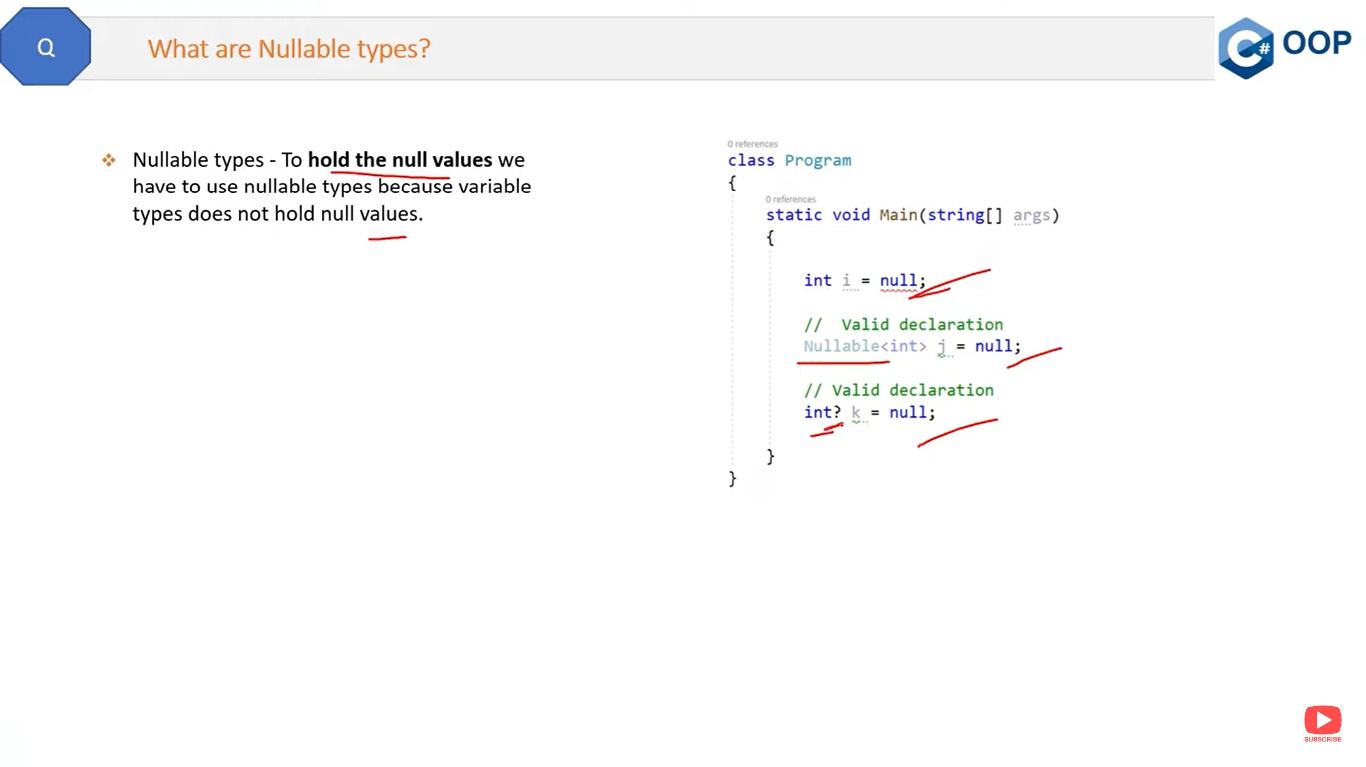 Q
What are Nullable types?
C# OOP
Nullable types - To hold the null values we
have to use nullable types because variable
types does not hold null values.
0 references
class Program
{
0 references
static void Main(string[] args)
{
int i = null;
// Valid declaration
Nullable<int> j = null;
// Valid declaration
int? k = null;
}
}
SUBSCRIBE